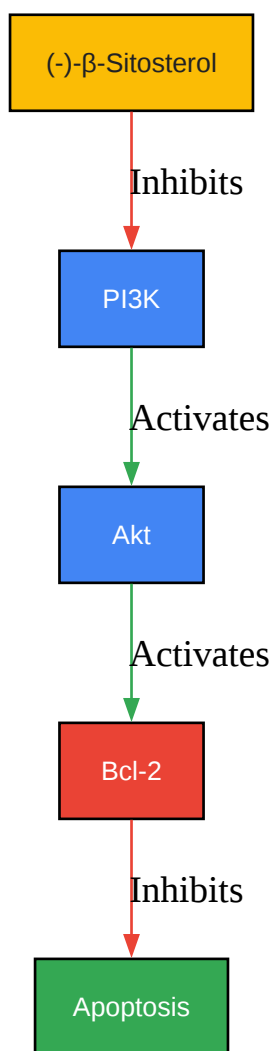 (-)-β-Sitosterol
Inhibits
PI3K
Activates
Akt
Activates
Bcl-2
Inhibits
Apoptosis